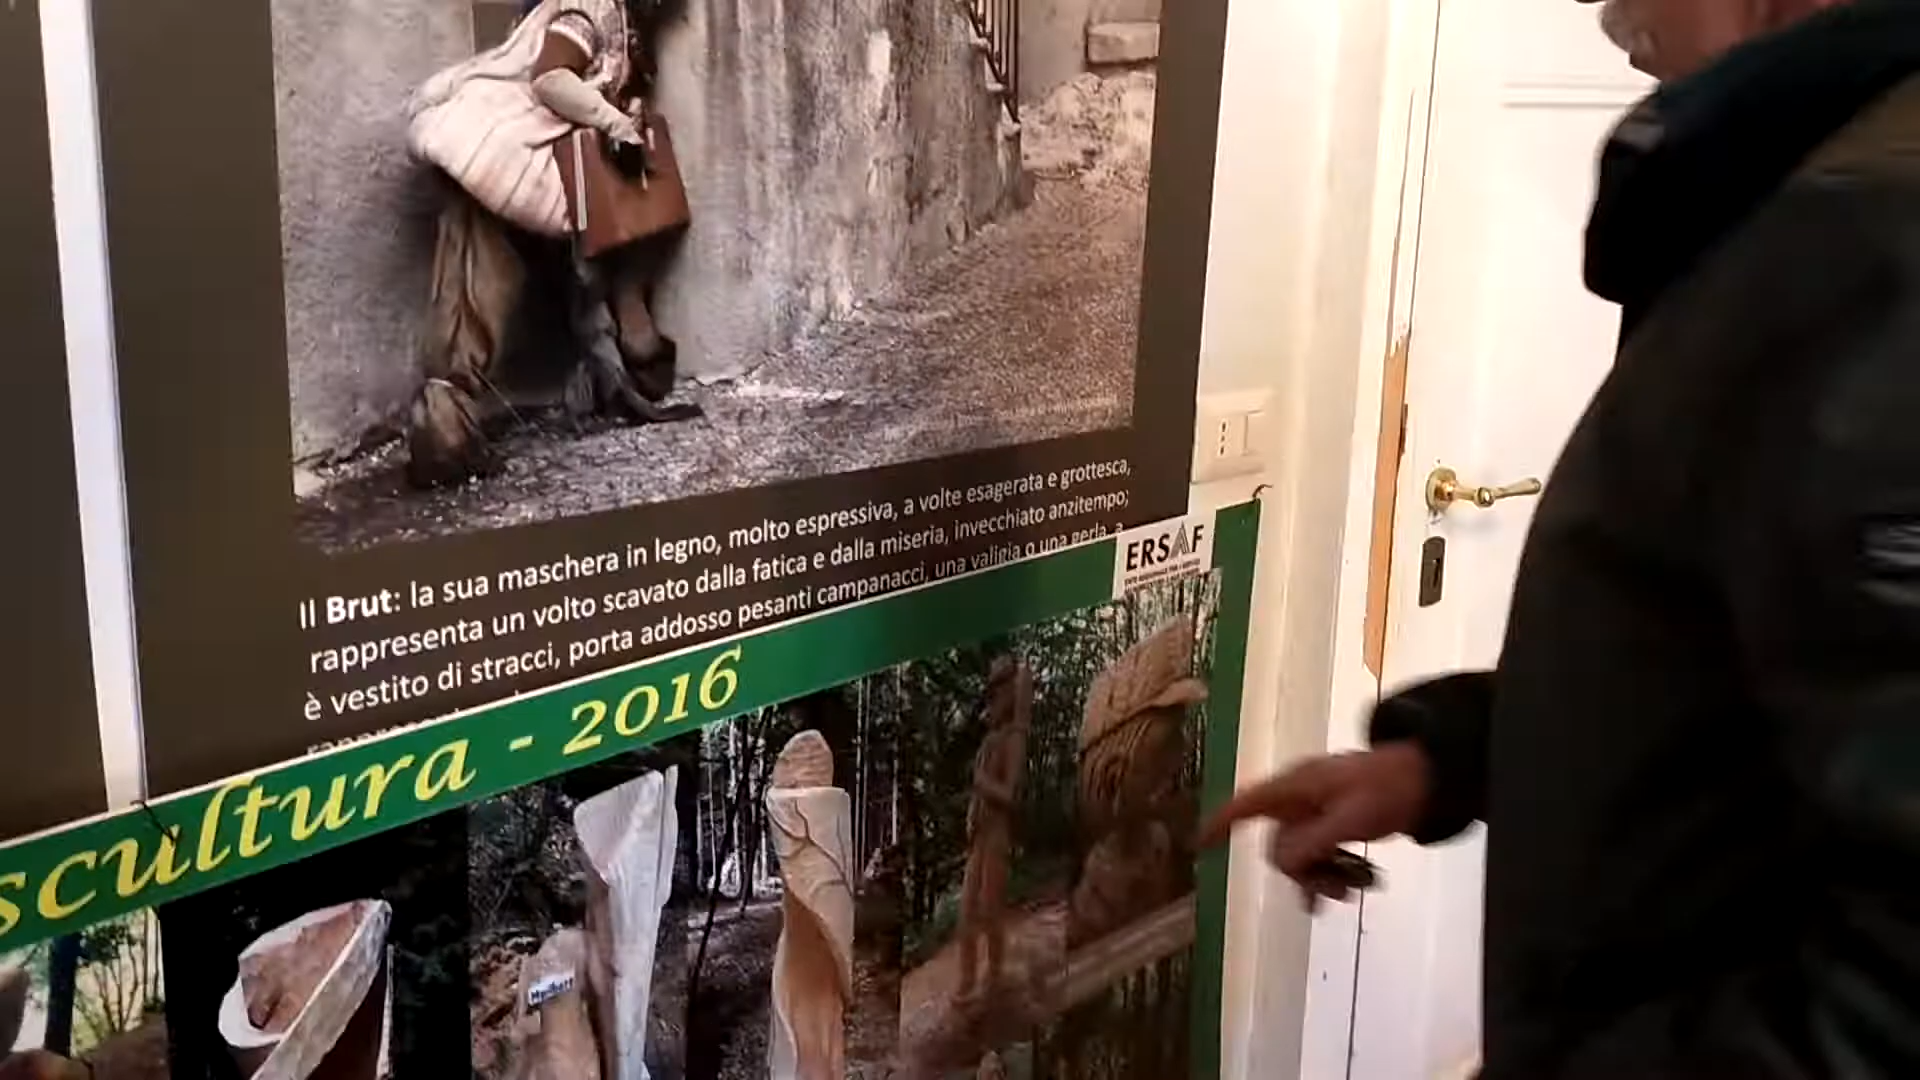 Il Brut: la sua maschera in legno, molto espressiva, a volte esagerata e grottesca,
rappresenta un volto scavato dalla fatica e dalla miseria, invecchiato anzitempo;
è vestito di stracci, porta addosso pesanti campanacci, una valigia o una gerla, a
ERSAF
scultura - 2016